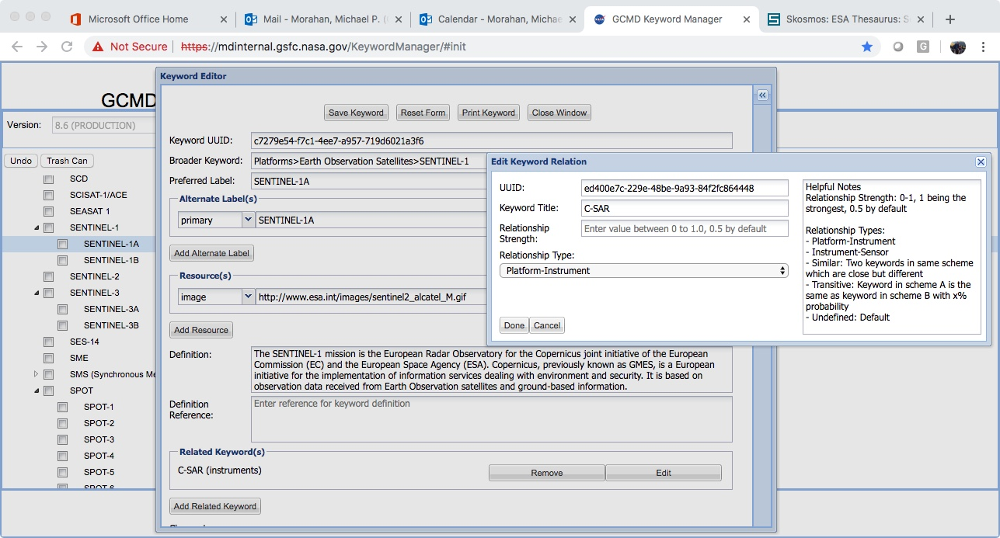 Microsoft Office Home
Mail - Morahan, Michael P. (
Calendar - Morahan, Michae
GCMD Keyword Manager
Skosmos: ESA Thesaurus: S
Not Secure
https://mdinternal.gsfc.nasa.gov/KeywordManager/#init
G
GCMD
Version:
8.6 (PRODUCTION)
Undo
Trash Can
SCD
SCISAT-1/ACE
SEASAT 1
SENTINEL-1
SENTINEL-1A
SENTINEL-1B
SENTINEL-2
SENTINEL-3
SENTINEL-3A
SENTINEL-3B
SES-14
SME
SMS (Synchronous Me
SPOT
SPOT-1
SPOT-2
SPOT-3
SPOT-4
SPOT-5
SPOT-6
Keyword Editor
Save Keyword
Reset Form
Print Keyword
Close Window
Keyword UUID:
c7279e54-f7c1-4ee7-a957-719d6021a3f6
Broader Keyword:
Platforms>Earth Observation Satellites>SENTINEL-1
Preferred Label:
SENTINEL-1A
Alternate Label(s)
primary
SENTINEL-1A
Add Alternate Label
Resource(s)
image
http://www.esa.int/images/sentinel2_alcatel_M.gif
Add Resource
Definition:
The SENTINEL-1 mission is the European Radar Observatory for the Copernicus joint initiative of the European
Commission (EC) and the European Space Agency (ESA). Copernicus, previously known as GMES, is a European
initiative for the implementation of information services dealing with environment and security. It is based on
observation data received from Earth Observation satellites and ground-based information.
Definition
Reference:
Enter reference for keyword definition
Related Keyword(s)
C-SAR (instruments)
Remove
Edit
Add Related Keyword
Edit Keyword Relation
UUID:
ed400e7c-229e-48be-9a93-84f2fc864448
Keyword Title:
C-SAR
Relationship
Strength:
Enter value between 0 to 1.0, 0.5 by default
Relationship Type:
Platform-Instrument
Done
Cancel
Helpful Notes
Relationship Strength: 0-1, 1 being the
strongest, 0.5 by default
Relationship Types:
- Platform-Instrument
- Instrument-Sensor
- Similar: Two keywords in same scheme
which are close but different
- Transitive: Keyword in scheme A is the
same as keyword in scheme B with x%
probability
- Undefined: Default